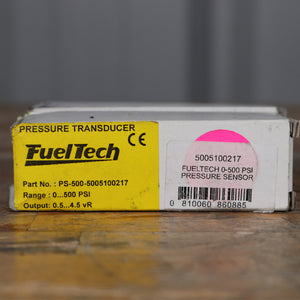 PRESSURE TRANSDUCER
CE
FuelTech
Part No. : PS-500-5005100217
Range : 0...500 PSI
Output: 0.5...4.5 vR
5005100217
FUELTECH 0-500 PSI
PRESSURE SENSOR
0 810060 860885